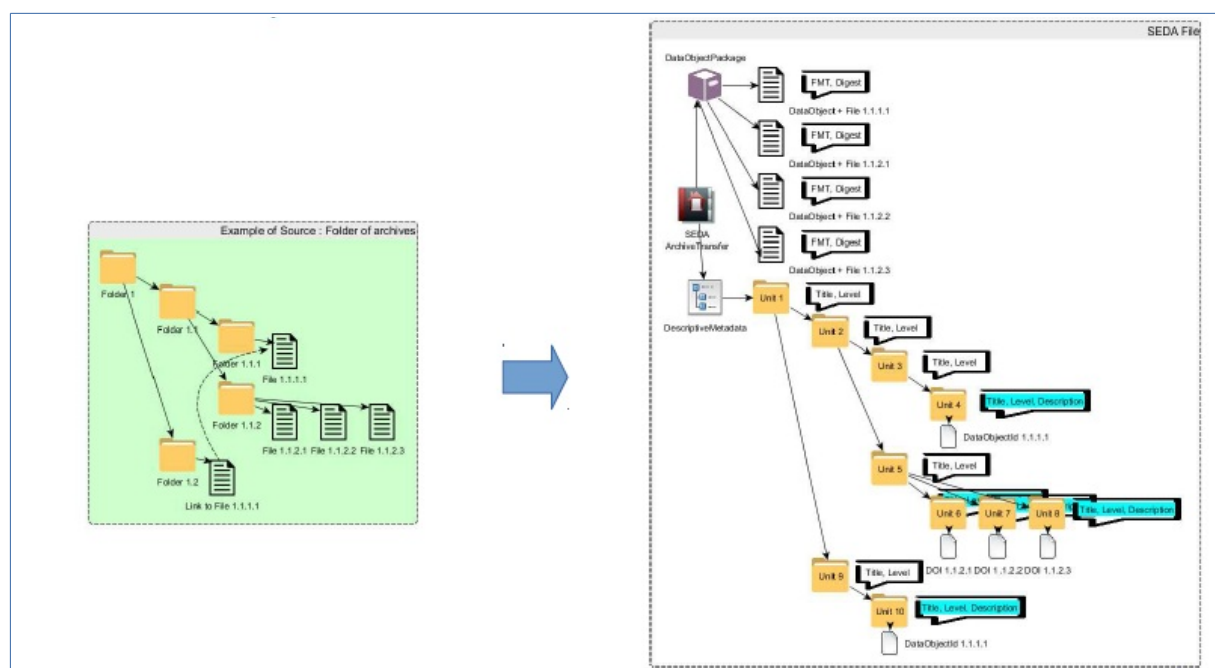 SEDA File
DataObjectPackage
FMT, Digest
DataObject + File 1.1.1.1
FMT, Digest
DataObject + File 1.1.2.1
FMT, Digest
DataObject + File 1.1.2.2
SEDA
ArchiveTransfer
FMT, Digest
DataObject + File 1.1.2.3
Example of Source : Folder of archives
Folder 1
Folder 1.1
Folder 1.1.1
File 1.1.1.1
Folder 1.1.2
File 1.1.2.1 File 1.1.2.2 File 1.1.2.3
Folder 1.2
Link to File 1.1.1.1
DescriptiveMetadata
Unit 1
Title, Level
Unit 2
Title, Level
Unit 3
Title, Level
Unit 4
Title, Level, Description
DataObjectId 1.1.1.1
Unit 5
Title, Level
Unit 6 Unit 7 Unit 8
Title, Level, Description
DOI 1.1.2.1 DOI 1.1.2.2 DOI 1.1.2.3
Unit 9
Title, Level
Unit 10
Title, Level, Description
DataObjectId 1.1.1.1